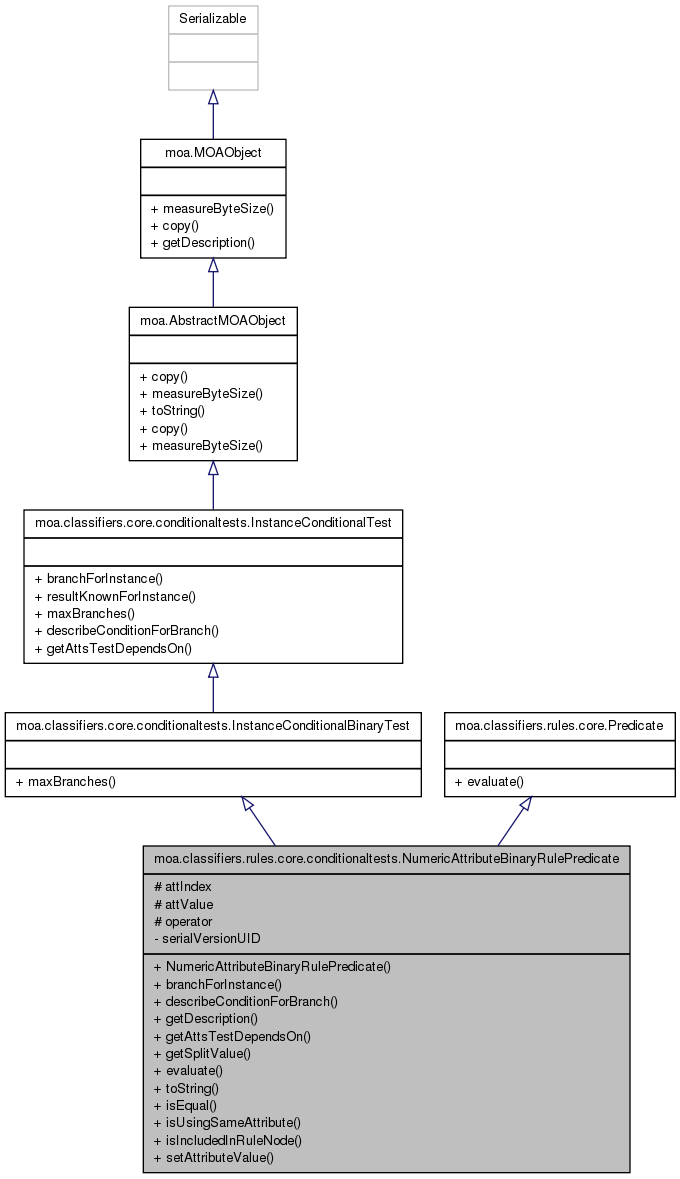 Serializable
moa.MOAObject
+ measureByteSize()
+ copy()
+ getDescription()
moa.AbstractMOAObject
+ copy()
+ measureByteSize()
+ toString()
+ copy()
+ measureByteSize()
moa.classifiers.core.conditionaltests.InstanceConditionalTest
+ branchForInstance()
+ resultKnownForInstance()
+ maxBranches()
+ describeConditionForBranch()
+ getAttsTestDependsOn()
moa.classifiers.core.conditionaltests.InstanceConditionalBinaryTest
+ maxBranches()
moa.classifiers.rules.core.Predicate
+ evaluate()
moa.classifiers.rules.core.conditionaltests.NumericAttributeBinaryRulePredicate
# attIndex
# attValue
# operator
- serialVersionUID
+ NumericAttributeBinaryRulePredicate()
+ branchForInstance()
+ describeConditionForBranch()
+ getDescription()
+ getAttsTestDependsOn()
+ getSplitValue()
+ evaluate()
+ toString()
+ isEqual()
+ isUsingSameAttribute()
+ isIncludedInRuleNode()
+ setAttributeValue()